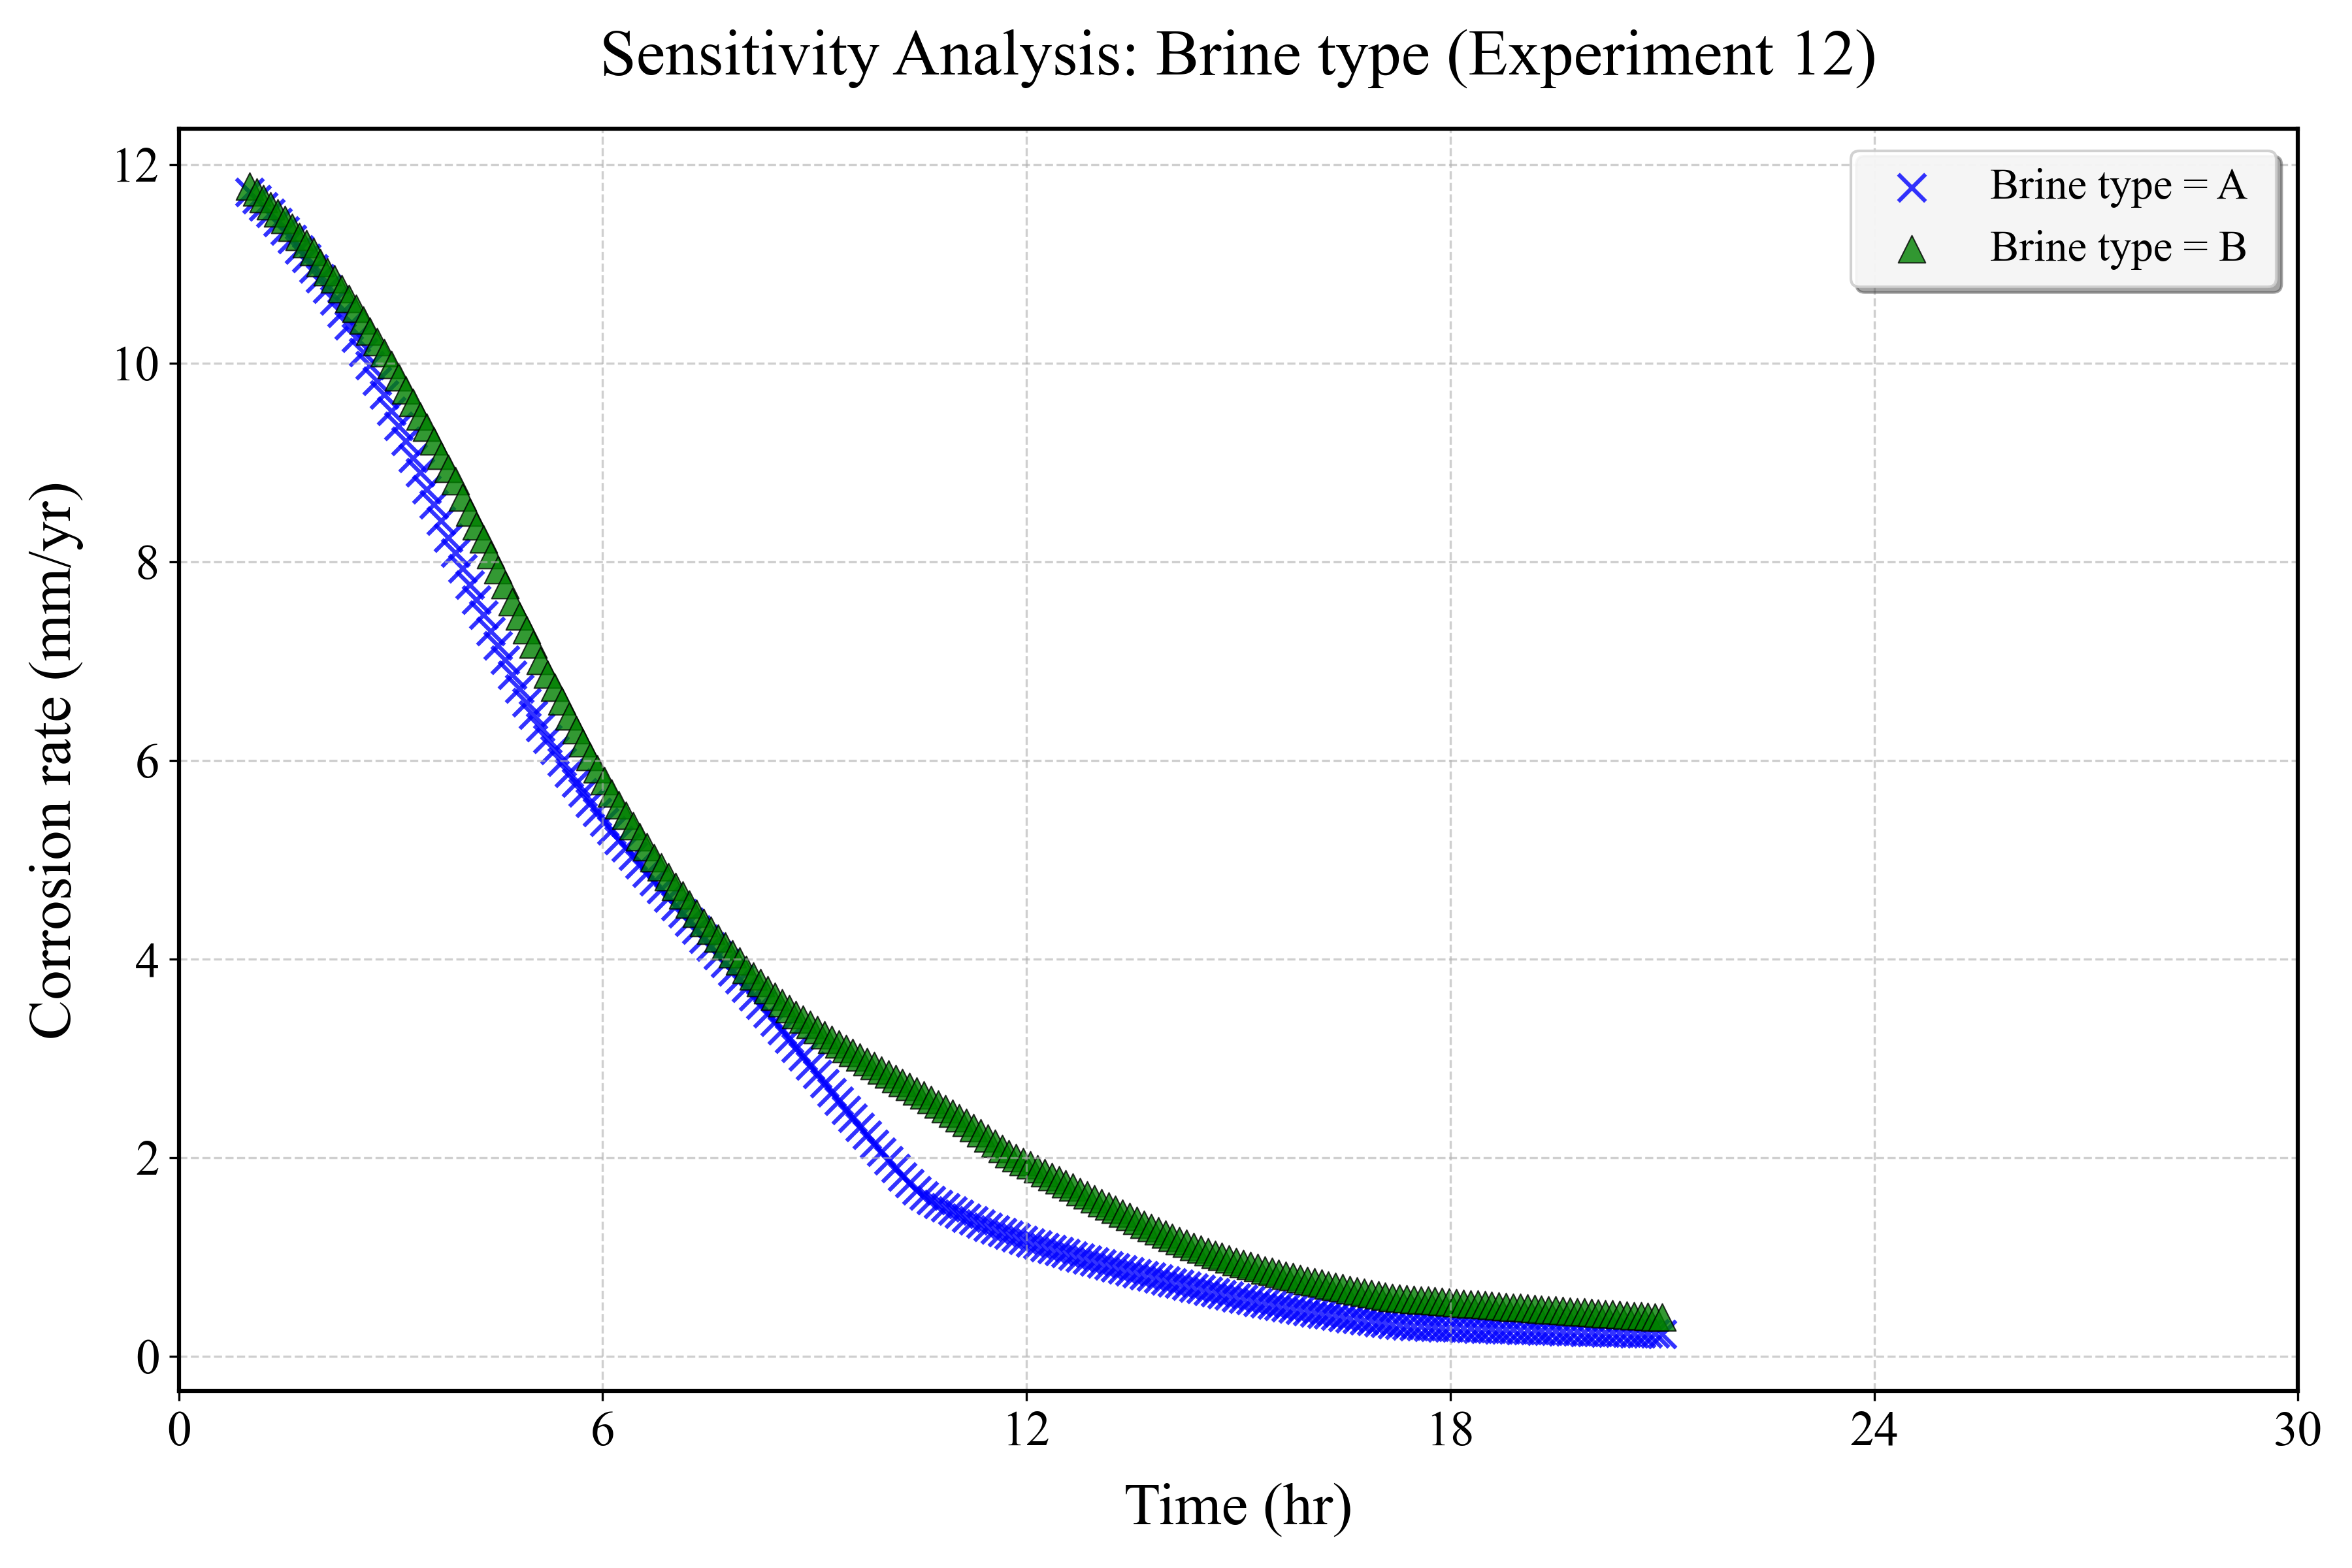 Sensitivity Analysis: Brine type (Experiment 12)
Brine type = A
Brine type = B
Corrosion rate (mm/yr)
12
10
8
6
4
2
0
0 6 12 18 24 30
Time (hr)